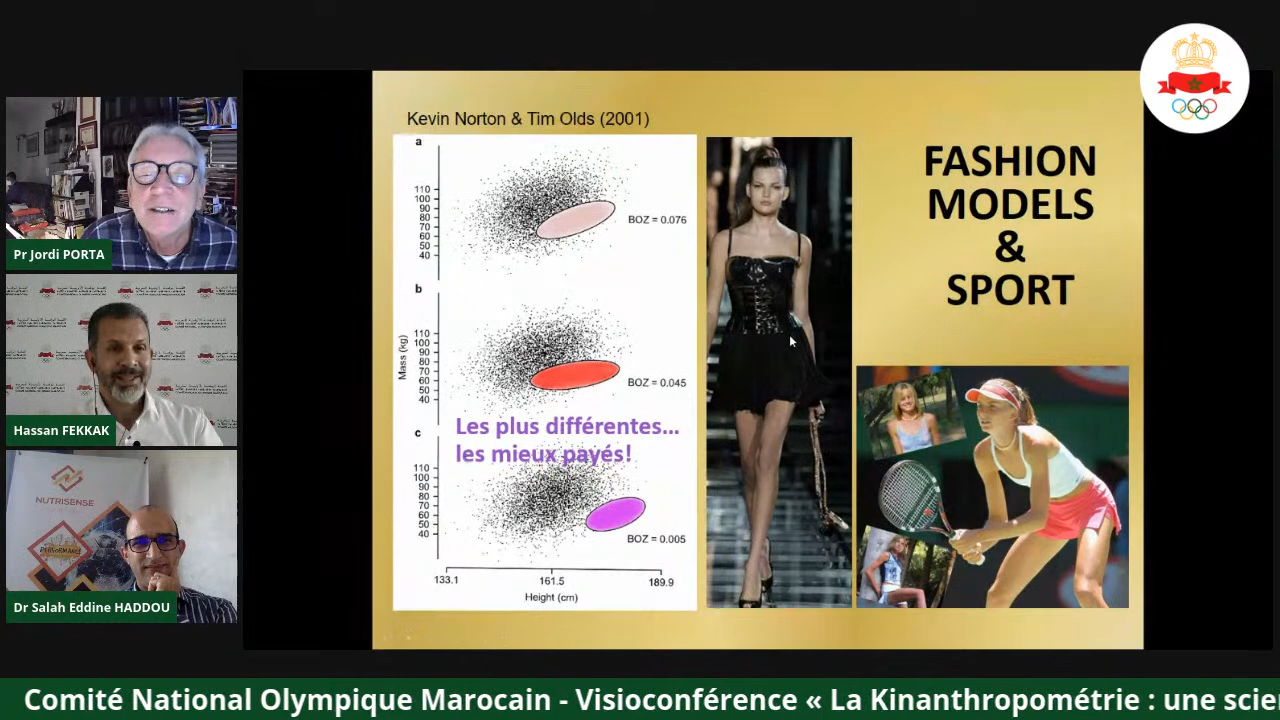 Pr Jordi PORTA
Hassan FEKKAK
NUTRISENSE
PERFORMANCE
Dr Salah Eddine HADDOU
Kevin Norton & Tim Olds (2001)
a
110
100
90
80
70
60
50
40
BOZ = 0.076
b
110
100
90
80
70
60
50
40
BOZ = 0.045
Mass (kg)
Les plus différentes...
les mieux payés!
c
110
100
90
80
70
60
50
40
BOZ = 0.005
133.1
161.5
189.9
Height (cm)
FASHION
MODELS
&
SPORT
Comité National Olympique Marocain - Visioconférence « La Kinanthropométrie : une scie